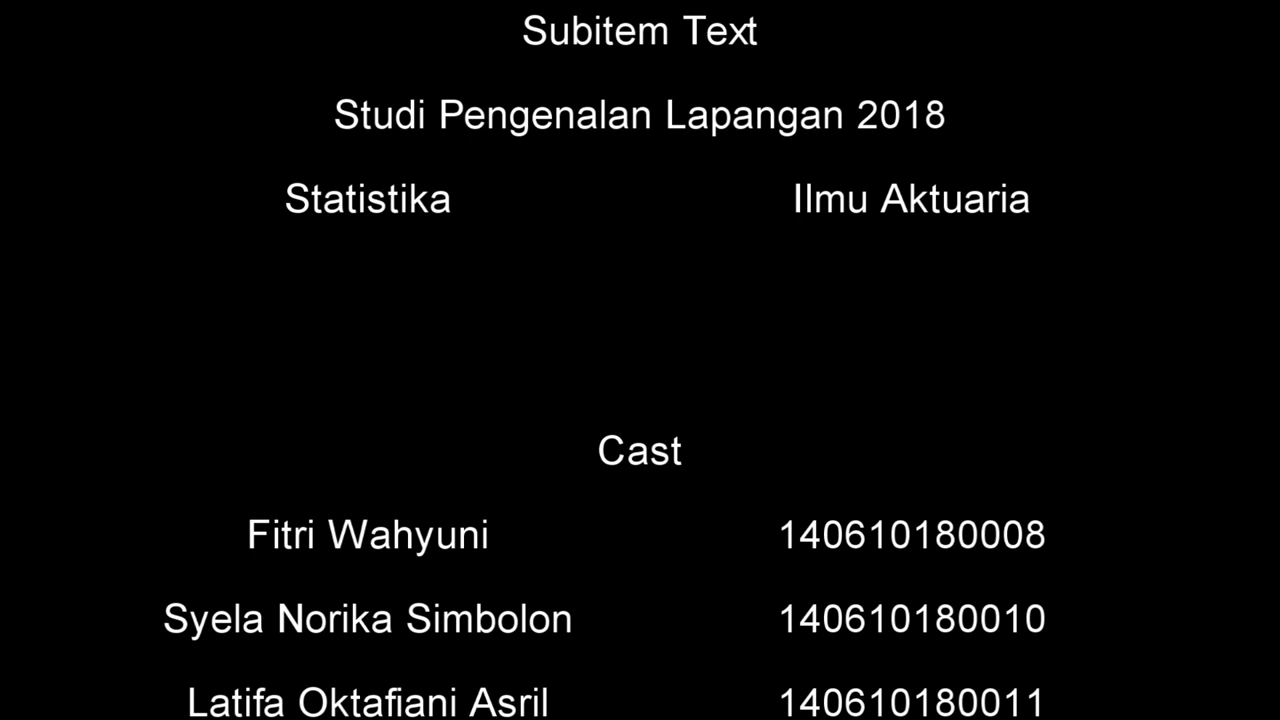 Subitem Text
Studi Pengenalan Lapangan 2018
Statistika Ilmu Aktuaria
Cast
Fitri Wahyuni 140610180008
Syela Norika Simbolon 140610180010
Latifa Oktafiani Asril 140610180011